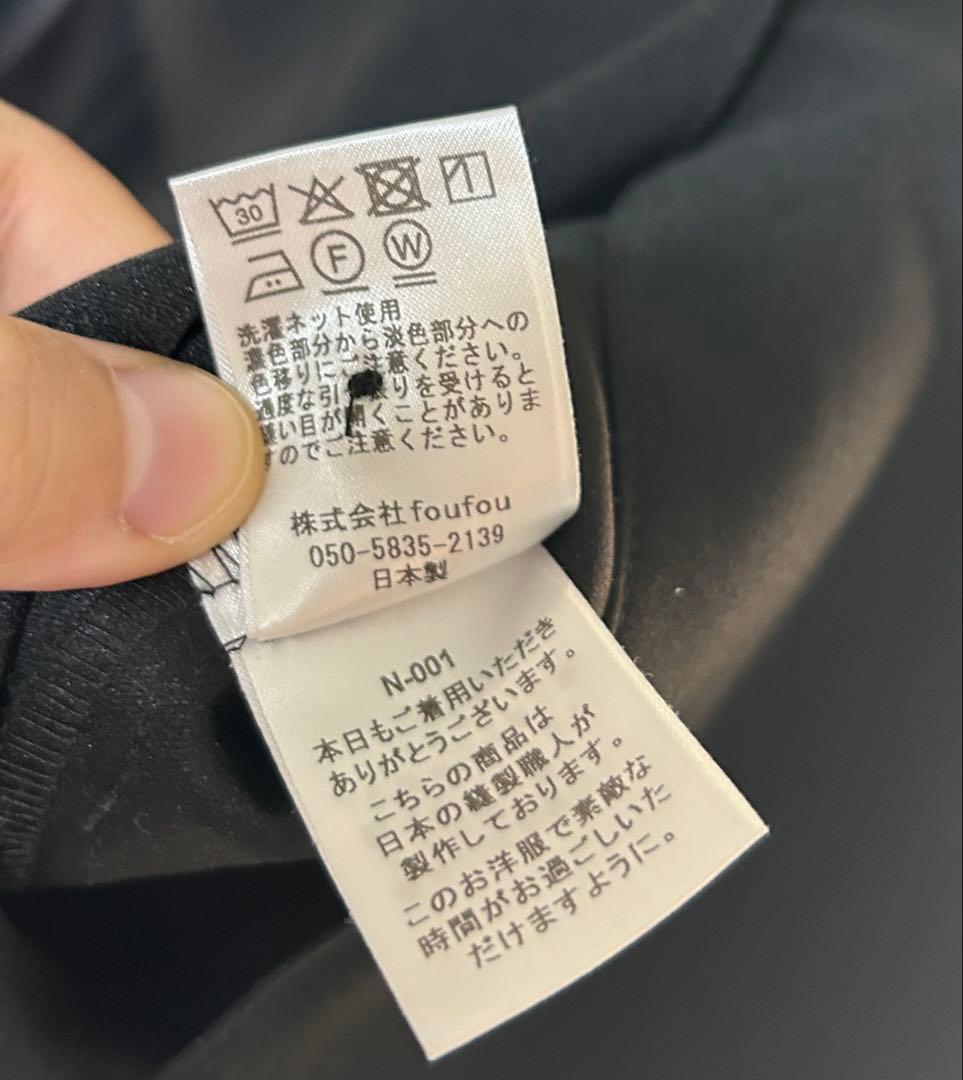 30
F W
洗濯ネット使用
濃色部分から淡色部分への
色移りにご注意ください。
過度な引っ張りを受けると
縫い目が開くことがありま
すのでご注意ください。
株式会社foufou
050-5835-2139
日本製
N-001
本日もご着用いただき
ありがとうございます。
こちらの商品は
日本の縫製職人が
製作しております。
このお洋服で素敵な
時間がお過ごしいた
だけますように。